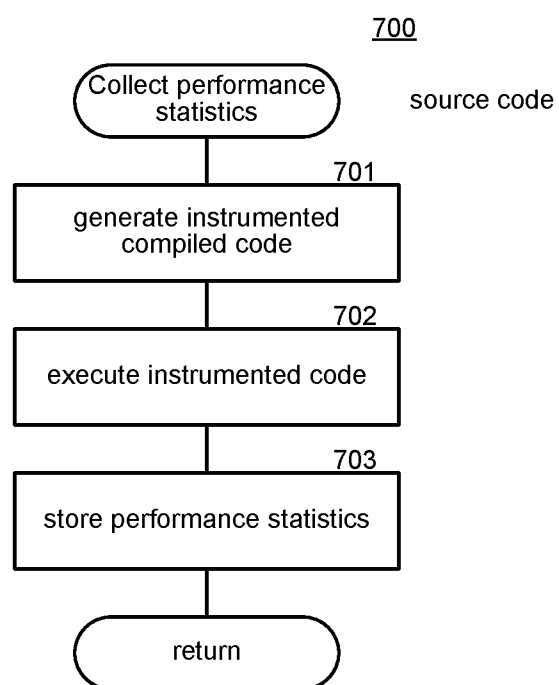 700
Collect performance
statistics
source code
701
generate instrumented
compiled code
702
execute instrumented code
703
store performance statistics
return